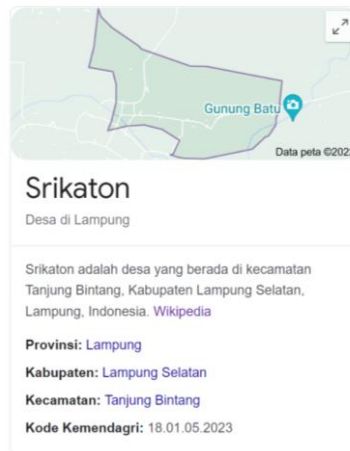 Gunung Batu
Data peta ©202
Srikaton
Desa di Lampung
Srikaton adalah desa yang berada di kecamatan
Tanjung Bintang, Kabupaten Lampung Selatan,
Lampung, Indonesia. Wikipedia
Provinsi: Lampung
Kabupaten: Lampung Selatan
Kecamatan: Tanjung Bintang
Kode Kemendagri: 18.01.05.2023